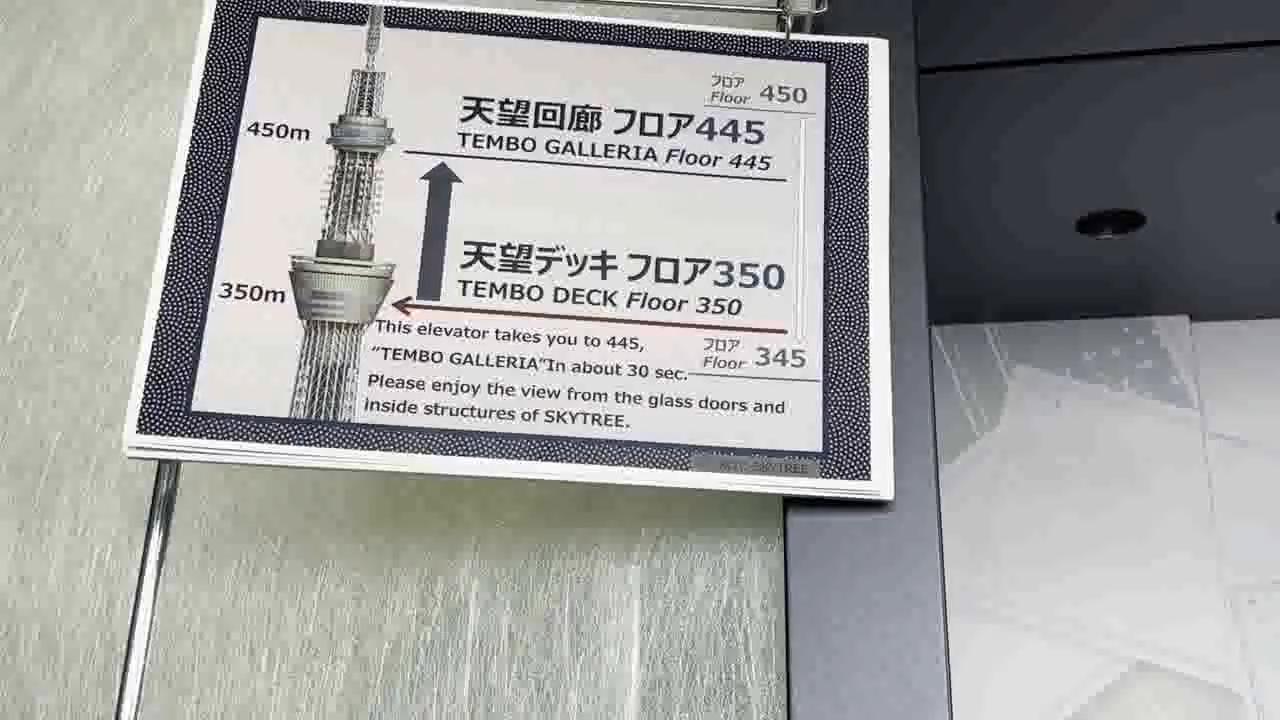 フロア
Floor 450
450m
天望回廊 フロア445
TEMBO GALLERIA Floor 445
350m
天望デッキ フロア350
TEMBO DECK Floor 350
This elevator takes you to 445,
"TEMBO GALLERIA"In about 30 sec.
フロア
Floor 345
Please enjoy the view from the glass doors and
inside structures of SKYTREE.
SKYTREE